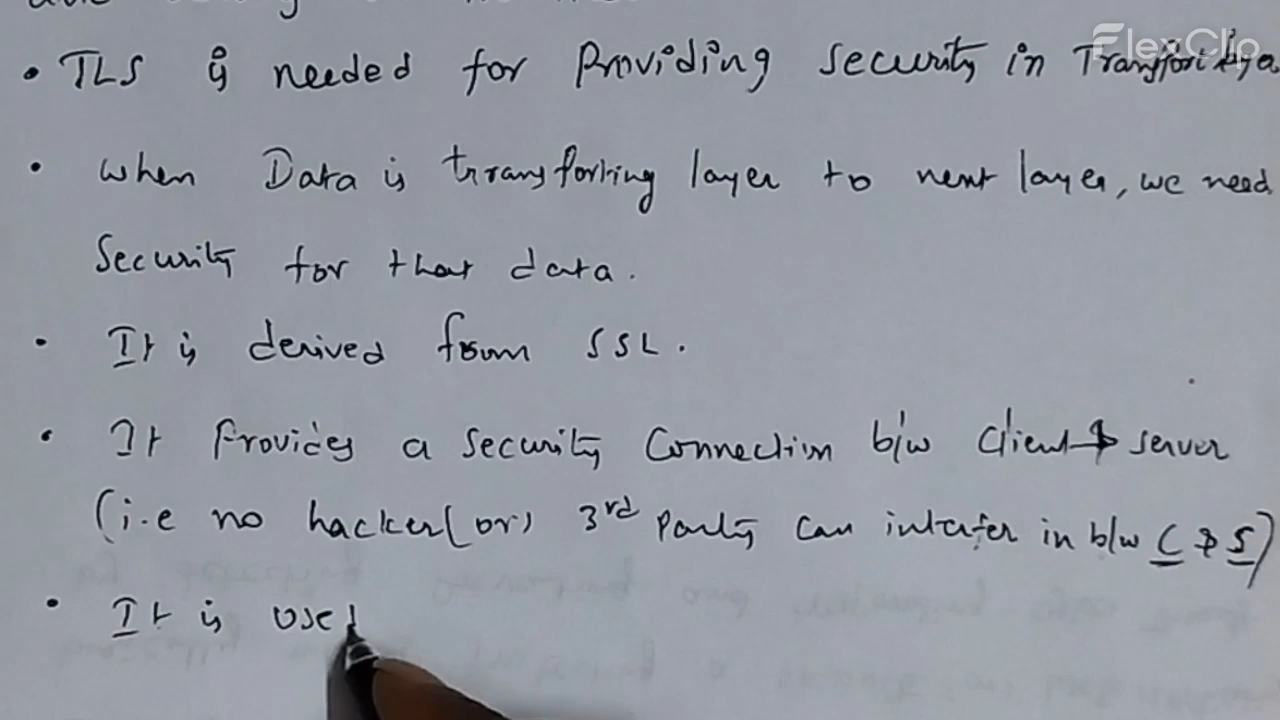 FlexClip
• TLS is needed for Providing Security in
• when Data is transforting layer to next layer, we need
Security for that data.
• It is derived from SSL.
• It Provides a security Connection b/w Client & server
(i.e no hacker(or) 3rd Party can interfer in b/w C & S)
• It is used